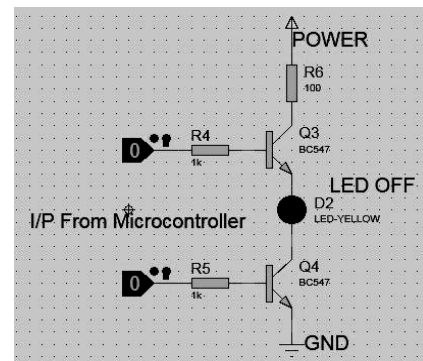 POWER
R6
100
R4
0
1k
Q3
BC547
LED OFF
D2
LED-YELLOW
I/P From Microcontroller
R5
0
1k
Q4
BC547
GND